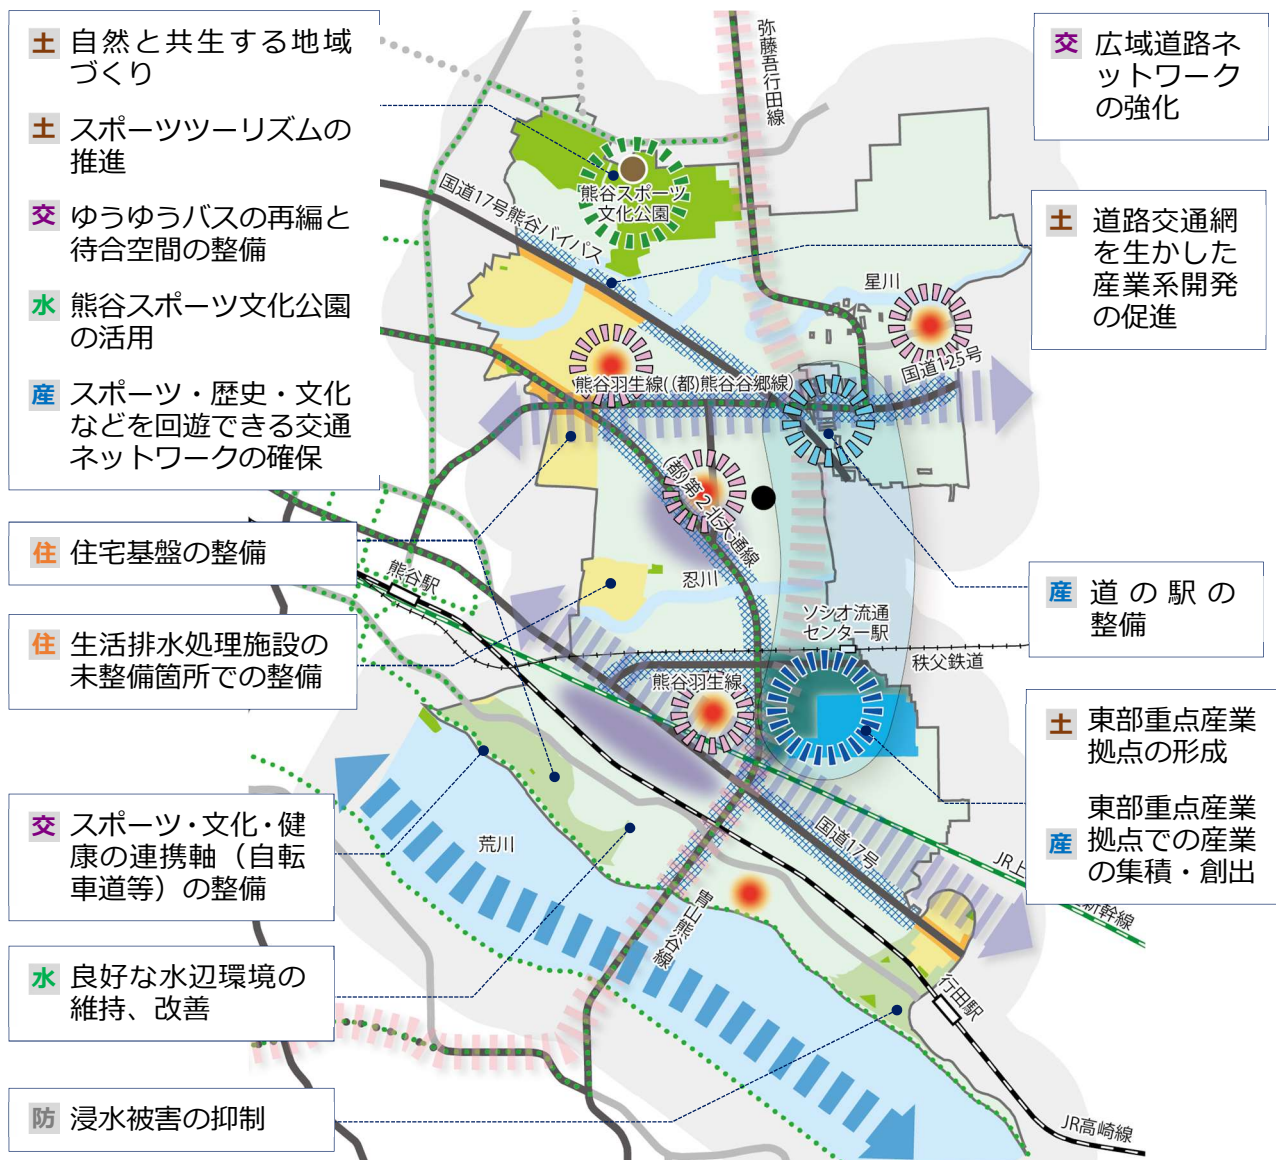 土 自然と共生する地域
づくり
土 スポーツツーリズムの
推進
交 ゆうゆうバスの再編と
待合空間の整備
水 熊谷スポーツ文化公園
の活用
産 スポーツ・歴史・文化
などを回遊できる交通
ネットワークの確保
住 住宅基盤の整備
住 生活排水処理施設の
未整備箇所での整備
交 スポーツ・文化・健
康の連携軸（自転
車道等）の整備
水 良好な水辺環境の
維持、改善
防 浸水被害の抑制
弥藤吾行田線
国道17号熊谷バイパス
熊谷スポーツ
文化公園
星川
国道125号
熊谷羽生線((都)熊谷谷郷線)
(都)第2北大通線
忍川
熊谷駅
ソシオ流通
センター駅
秩父鉄道
熊谷羽生線
荒川
国道17号
冑山熊谷線
JR上
新幹線
行田駅
JR高崎線
交 広域道路ネ
ットワーク
の強化
土 道路交通網
を生かした
産業系開発
の促進
産 道の駅の
整備
土 東部重点産業
拠点の形成
東部重点産業
産 拠点での産業
の集積・創出